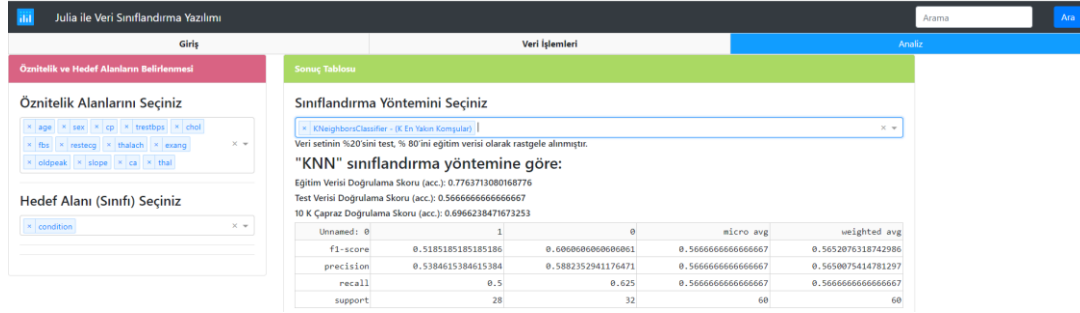 Julia ile Veri Sınıflandırma Yazılımı
Arama
Ara
Giriş
Veri İşlemleri
Analiz
Öznitelik ve Hedef Alanların Belirlenmesi
Öznitelik Alanlarını Seçiniz
× age × sex × cp × trestbps × chol
× fbs × restecg × thalach × exang
× oldpeak × slope × ca × thal
Hedef Alanı (Sınıfı) Seçiniz
× condition
Sonuç Tablosu
Sınıflandırma Yöntemini Seçiniz
× KNeighborsClassifier - (K En Yakın Komşular)
Veri setinin %20'sini test, % 80'ini eğitim verisi olarak rastgele alınmıştır.
"KNN" sınıflandırma yöntemine göre:
Eğitim Verisi Doğrulama Skoru (acc.): 0.7763713080168776
Test Verisi Doğrulama Skoru (acc.): 0.5666666666666667
10 K Çapraz Doğrulama Skoru (acc.): 0.6966238471673253
Unnamed: 0 1 0 micro avg weighted avg
f1-score 0.5185185185185186 0.6060606060606061 0.5666666666666667 0.5652076318742986
precision 0.5384615384615384 0.5882352941176471 0.5666666666666667 0.5650075414781297
recall 0.5 0.625 0.5666666666666667 0.5666666666666667
support 28 32 60 60